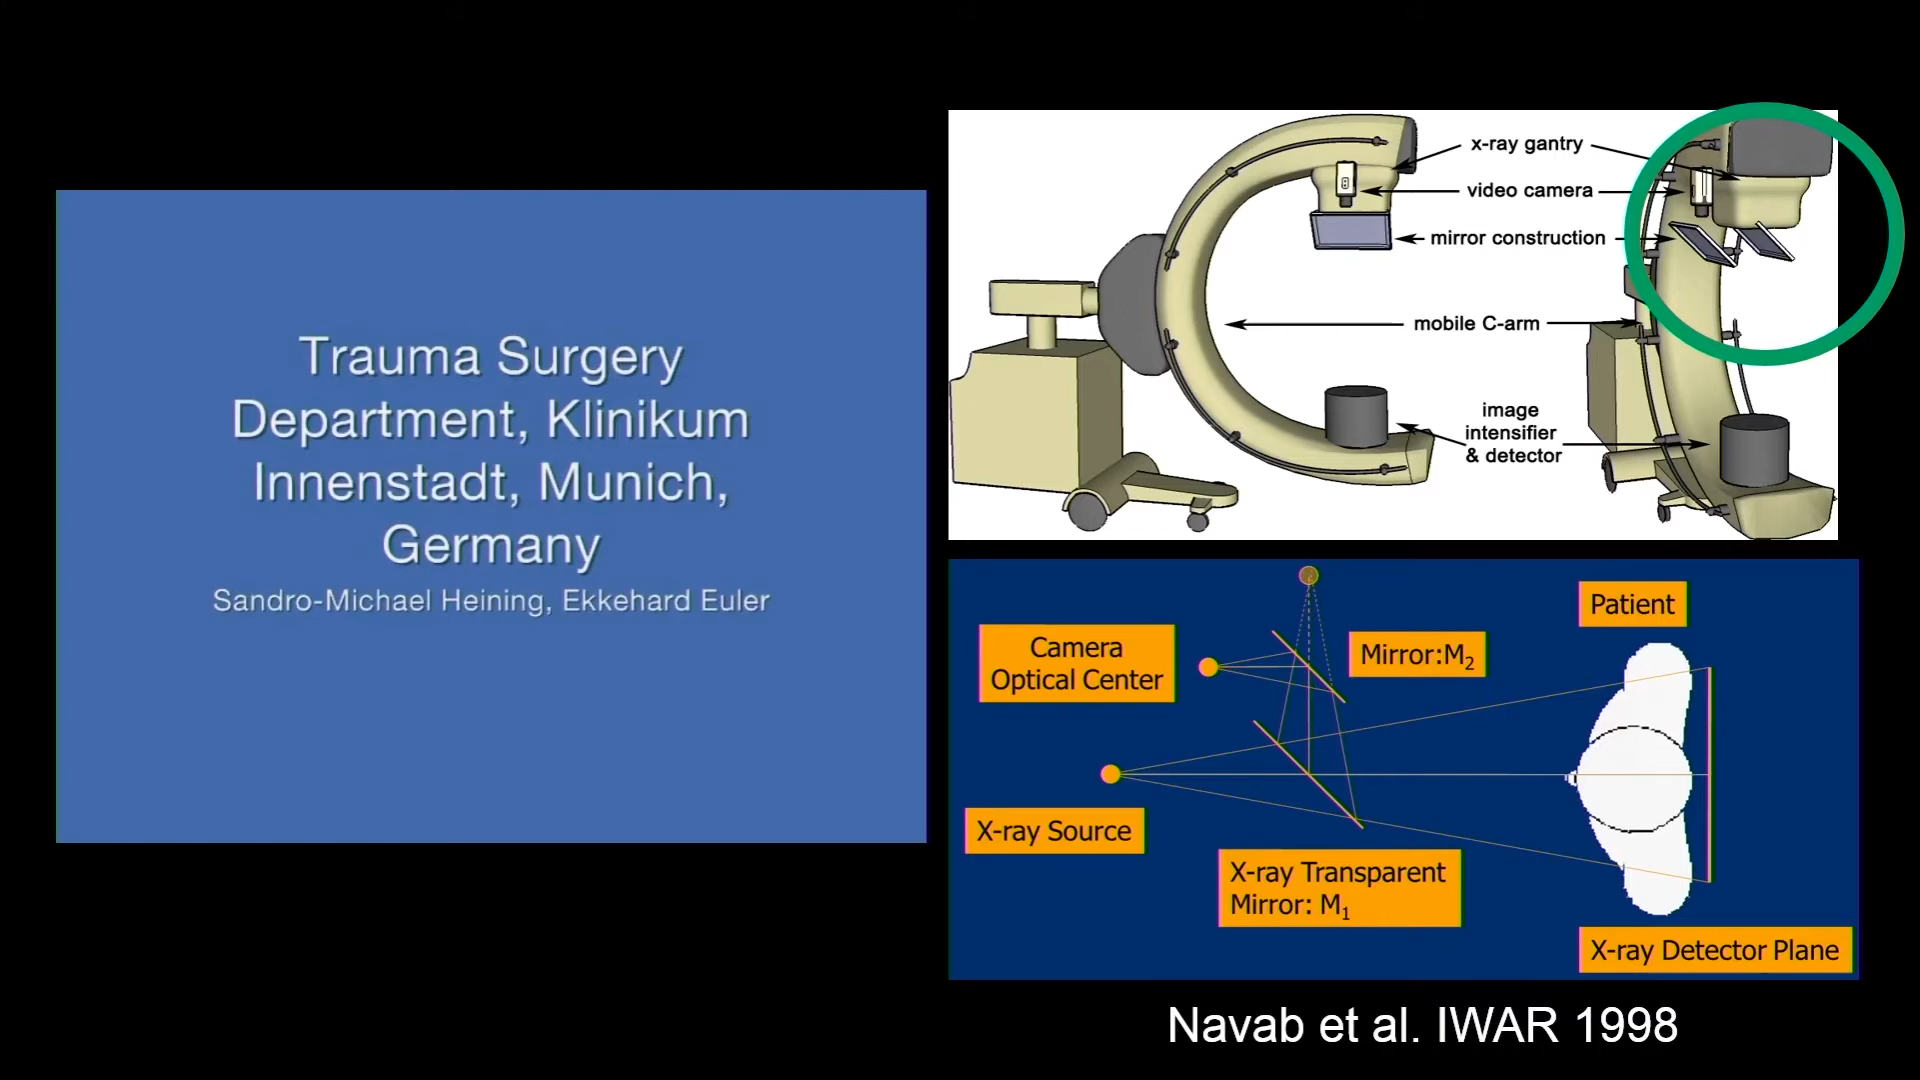 Trauma Surgery
Department, Klinikum
Innenstadt, Munich,
Germany
Sandro-Michael Heining, Ekkehard Euler
x-ray gantry
video camera
mirror construction
mobile C-arm
image
intensifier
& detector
Patient
Camera
Optical Center
Mirror:M₂
X-ray Source
X-ray Transparent
Mirror: M₁
X-ray Detector Plane
Navab et al. IWAR 1998